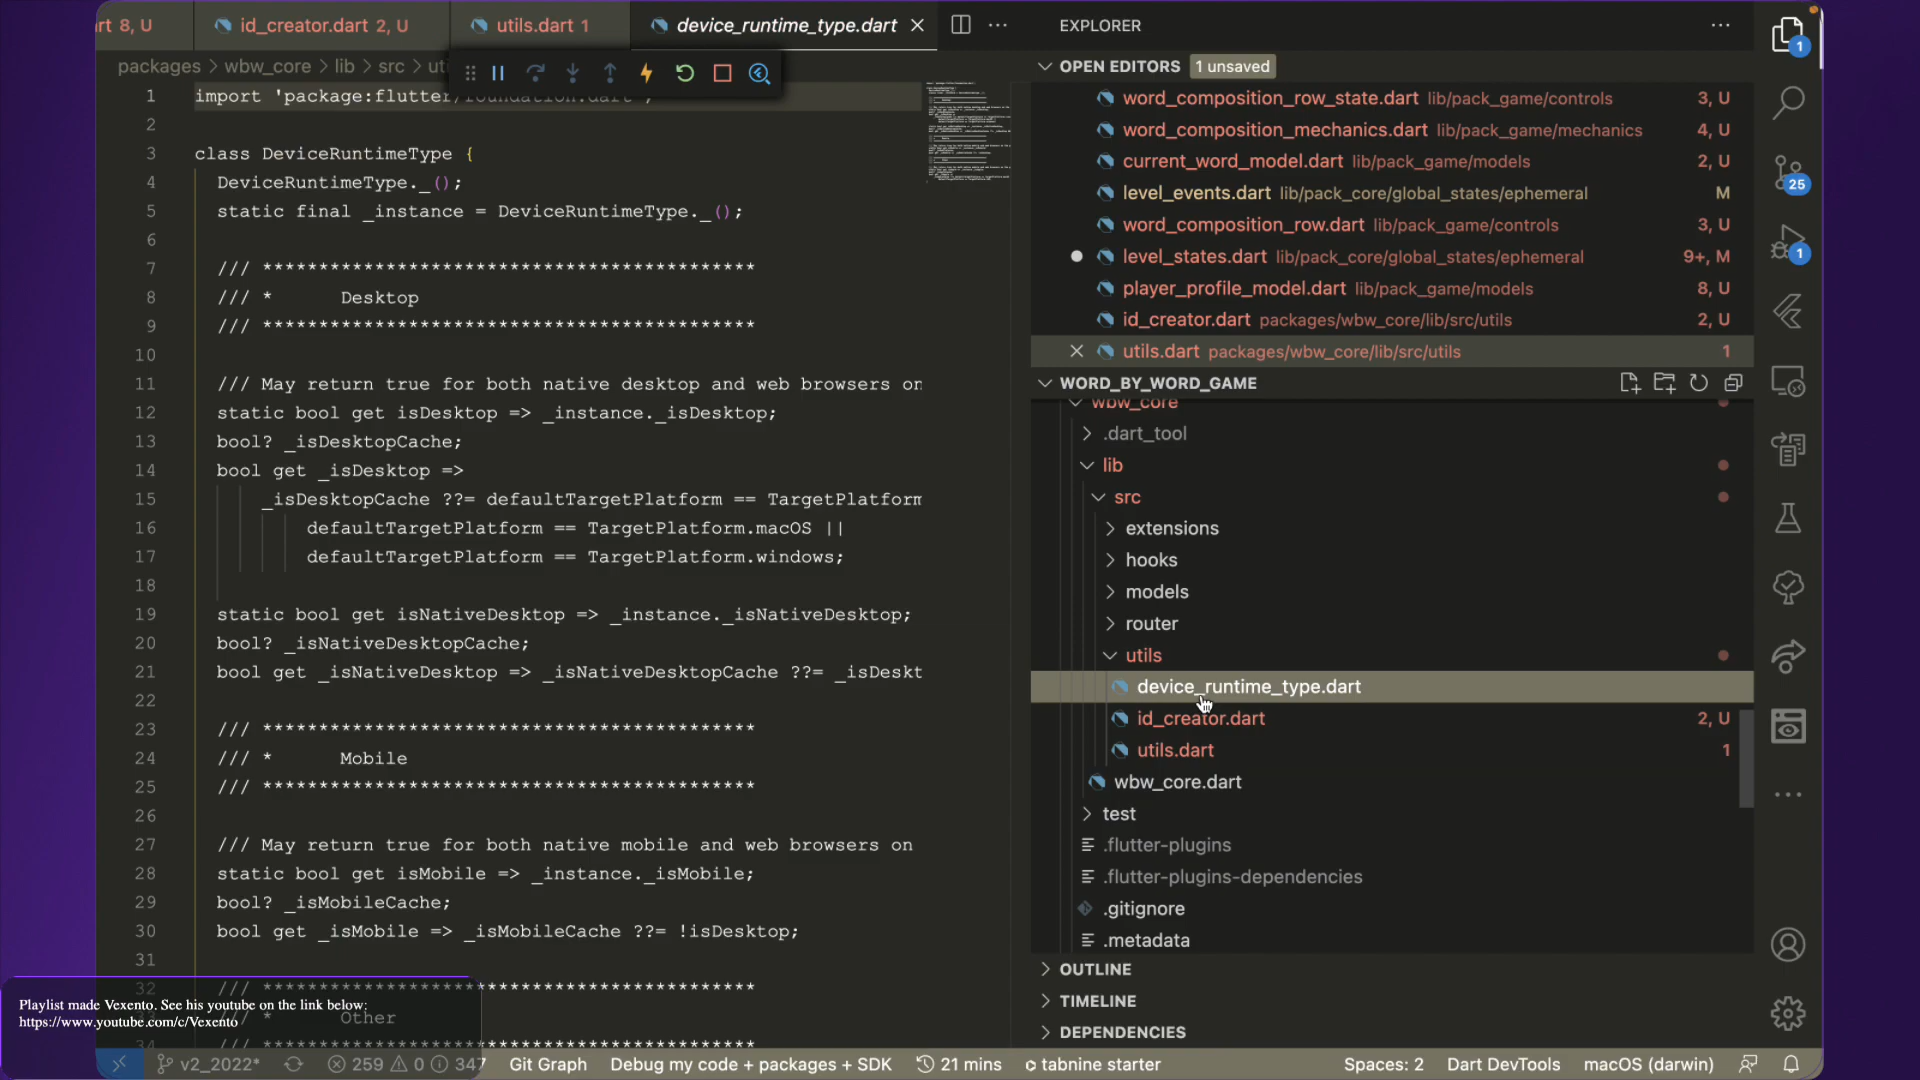 rt 8, U
id_creator.dart 2, U
utils.dart 1
device_runtime_type.dart
packages > wbw_core > lib > src >
1 import 'package:flutter/foundation.dart';
2
3 class DeviceRuntimeType {
4 DeviceRuntimeType._();
5 static final _instance = DeviceRuntimeType._();
6
7 /// ********************************************
8 /// * Desktop
9 /// ********************************************
10
11 /// May return true for both native desktop and web browsers on
12 static bool get isDesktop => _instance._isDesktop;
13 bool? _isDesktopCache;
14 bool get _isDesktop =>
15 _isDesktopCache ??= defaultTargetPlatform == TargetPlatform
16 defaultTargetPlatform == TargetPlatform.macOS ||
17 defaultTargetPlatform == TargetPlatform.windows;
18
19 static bool get isNativeDesktop => _instance._isNativeDesktop;
20 bool? _isNativeDesktopCache;
21 bool get _isNativeDesktop => _isNativeDesktopCache ??= _isDeskt
22
23 /// ********************************************
24 /// * Mobile
25 /// ********************************************
26
27 /// May return true for both native mobile and web browsers on
28 static bool get isMobile => _instance._isMobile;
29 bool? _isMobileCache;
30 bool get _isMobile => _isMobileCache ??= !isDesktop;
31
32 /// ********************************************
/// * Other
34 /// ********************************************
Playlist made Vexento. See his youtube on the link below:
https://www.youtube.com/c/Vexento
EXPLORER
OPEN EDITORS 1 unsaved
word_composition_row_state.dart lib/pack_game/controls 3, U
word_composition_mechanics.dart lib/pack_game/mechanics 4, U
current_word_model.dart lib/pack_game/models 2, U
level_events.dart lib/pack_core/global_states/ephemeral M
word_composition_row.dart lib/pack_game/controls 3, U
level_states.dart lib/pack_core/global_states/ephemeral 9+, M
player_profile_model.dart lib/pack_game/models 8, U
id_creator.dart packages/wbw_core/lib/src/utils 2, U
utils.dart packages/wbw_core/lib/src/utils 1
WORD_BY_WORD_GAME
wbw_core
.dart_tool
lib
src
extensions
hooks
models
router
utils
device_runtime_type.dart
id_creator.dart 2, U
utils.dart 1
wbw_core.dart
test
.flutter-plugins
.flutter-plugins-dependencies
.gitignore
.metadata
OUTLINE
TIMELINE
DEPENDENCIES
1
25
1
v2_2022* 259 0 347 Git Graph Debug my code + packages + SDK 21 mins tabnine starter Spaces: 2 Dart DevTools macOS (darwin)